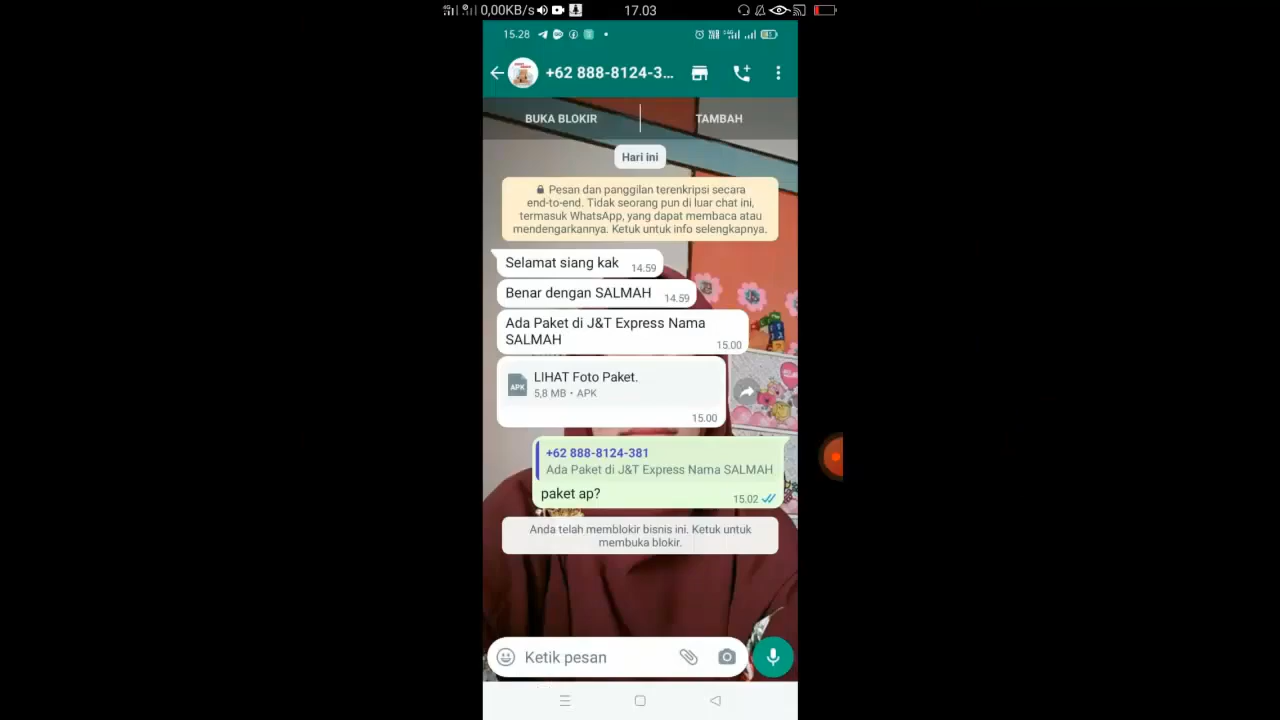 0,00KB/s 17.03
15.28
+62 888-8124-3...
BUKA BLOKIR TAMBAH
Hari ini
Pesan dan panggilan terenkripsi secara
end-to-end. Tidak seorang pun di luar chat ini,
termasuk WhatsApp, yang dapat membaca atau
mendengarkannya. Ketuk untuk info selengkapnya.
Selamat siang kak 14.59
Benar dengan SALMAH 14.59
Ada Paket di J&T Express Nama
SALMAH 15.00
LIHAT Foto Paket.
APK 5,8 MB • APK
15.00
+62 888-8124-381
Ada Paket di J&T Express Nama SALMAH
paket ap? 15.02
Anda telah memblokir bisnis ini. Ketuk untuk
membuka blokir.
Ketik pesan